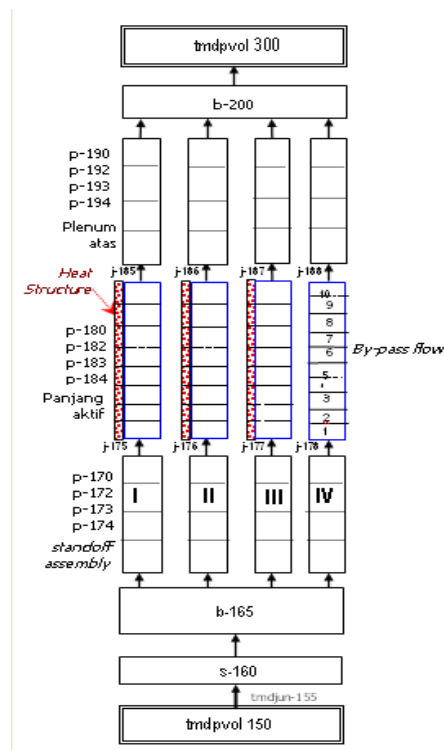 tmdpvol 300
b-200
p-190
p-192
p-193
p-194
Plenum
atas
j-185
j-186
j-187
j-188
Heat
Structure
p-180
p-182
p-183
p-184
Panjang
aktif
10
9
8
7
6
5
3
2
1
By-pass flow
j-175
j-176
j-177
j-178
p-170
p-172
p-173
p-174
standoff
assembly
I
II
III
IV
b-165
s-160
tmdjun-155
tmdpvol 150